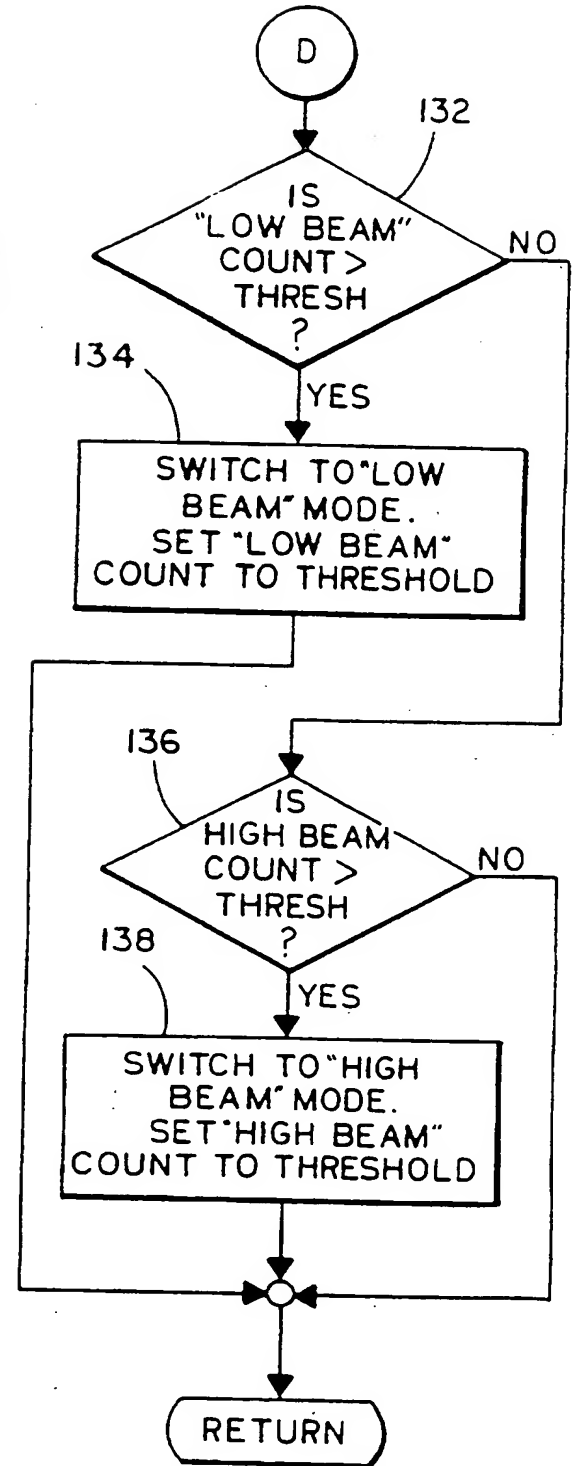 D
132
IS
"LOW BEAM"
COUNT >
THRESH
?
NO
134
YES
SWITCH TO "LOW
BEAM" MODE.
SET "LOW BEAM"
COUNT TO THRESHOLD
136
IS
HIGH BEAM
COUNT >
THRESH
?
NO
138
YES
SWITCH TO "HIGH
BEAM" MODE.
SET "HIGH BEAM"
COUNT TO THRESHOLD
RETURN